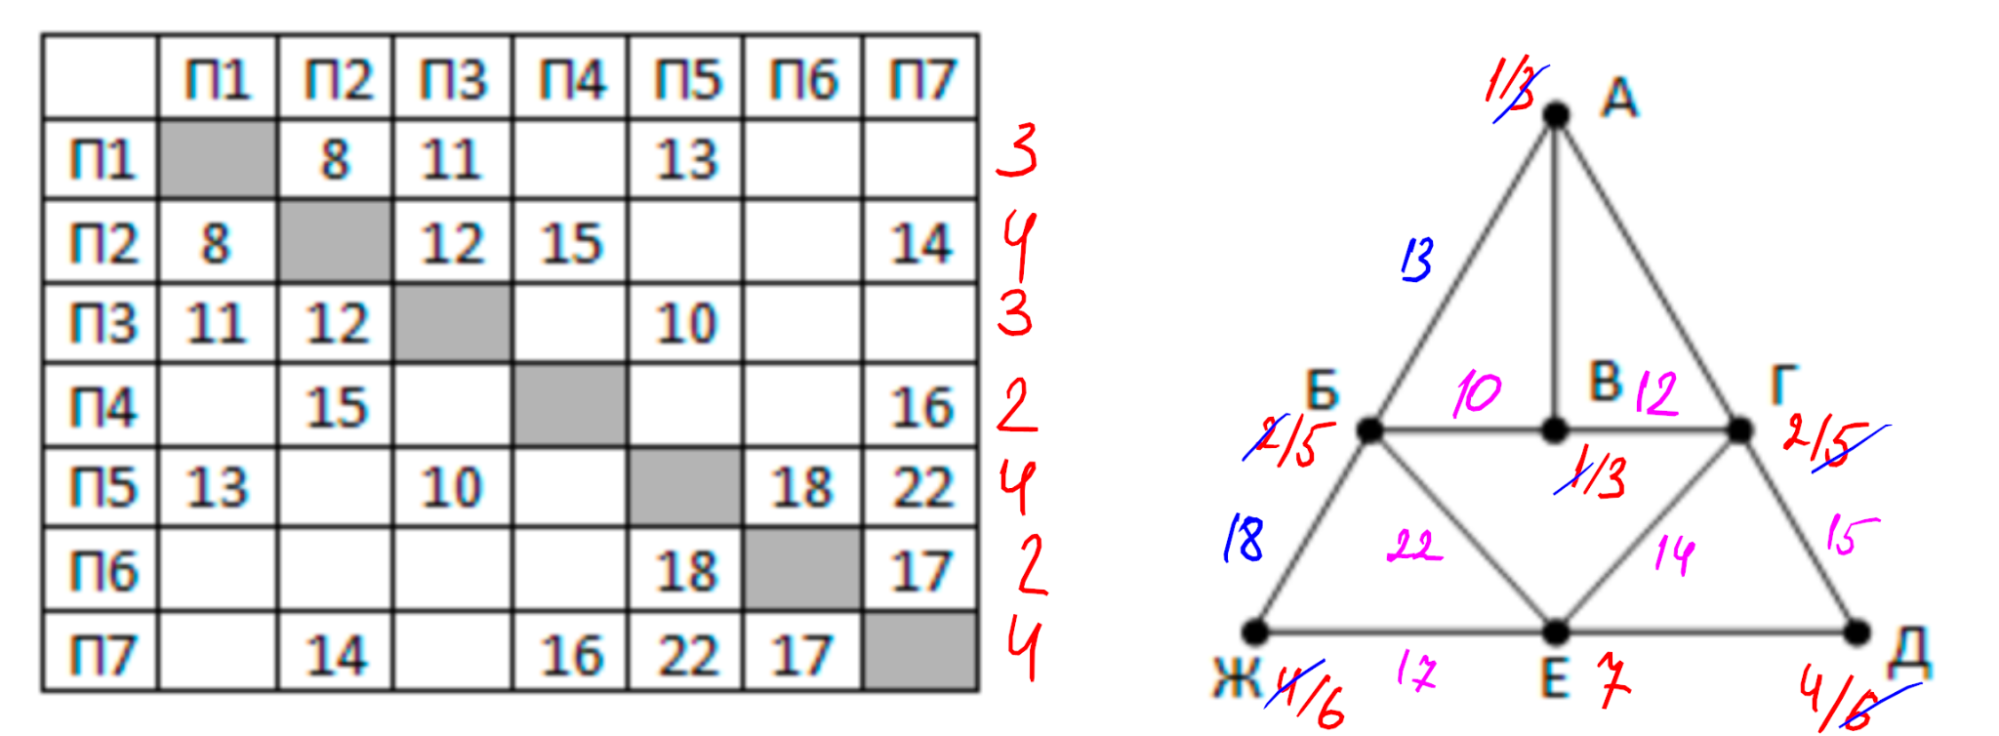 П1 П2 П3 П4 П5 П6 П7
П1 8 11 13 3
П2 8 12 15 14 4
П3 11 12 10 3
П4 15 16 2
П5 13 10 18 22 4
П6 18 17 2
П7 14 16 22 17 4
1/3 А
13
Б 10 В 12 Г
2/5 1/3 2/5
18 22 14 15
Ж 4/6 17 Е 7 4/6 Д